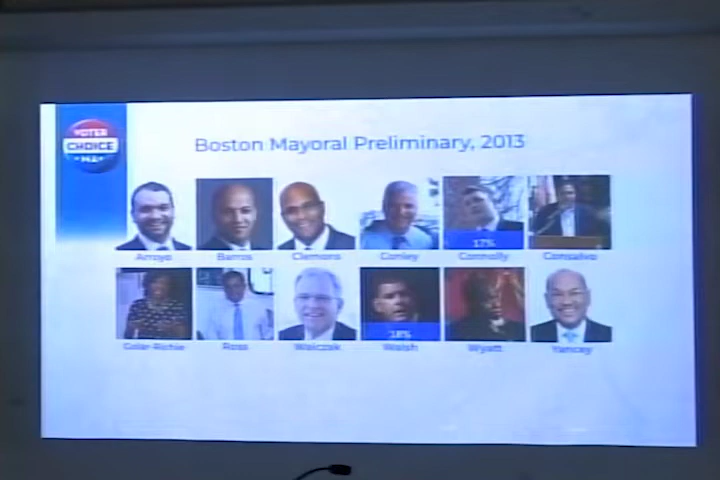 VOTER
CHOICE
MA
Boston Mayoral Preliminary, 2013
17%
Arroyo Barros Clemons Conley Connolly Consalvo
18%
Golar-Richie Ross Walczak Walsh Wyatt Yancey